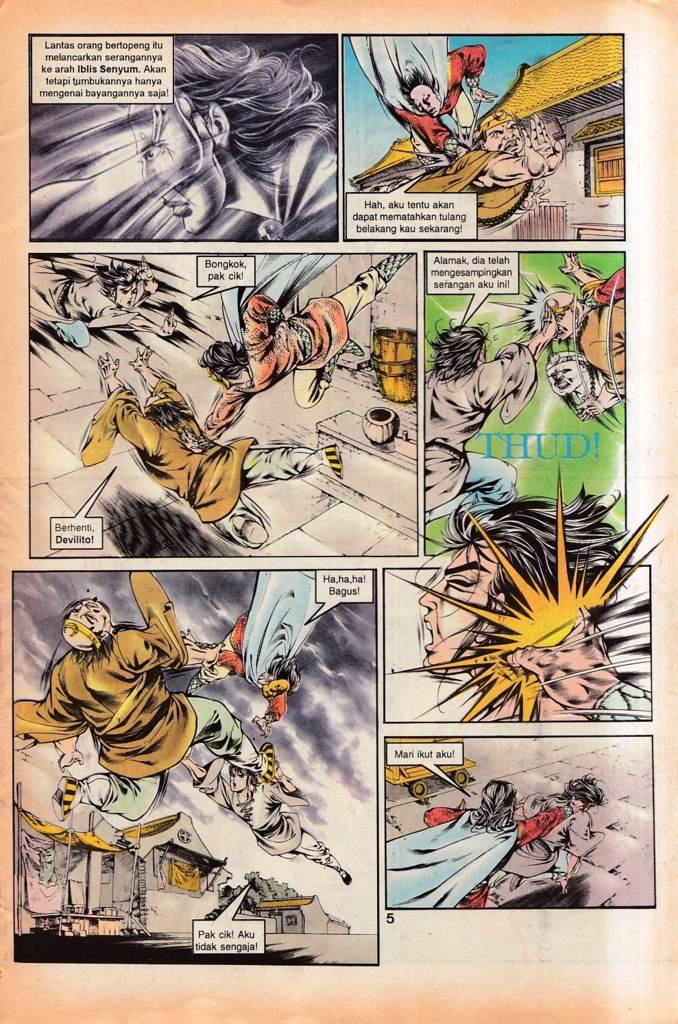 Lantas orang bertopeng itu
melancarkan serangannya
ke arah Iblis Senyum. Akan
tetapi tumbukannya hanya
mengenai bayangannya saja!
Hah, aku tentu akan
dapat mematahkan tulang
belakang kau sekarang!
Bongkok,
pak cik!
Berhenti,
Devilito!
Alamak, dia telah
mengesampingkan
serangan aku ini!
THUD!
Ha,ha,ha!
Bagus!
Pak cik! Aku
tidak sengaja!
Mari ikut aku!
5